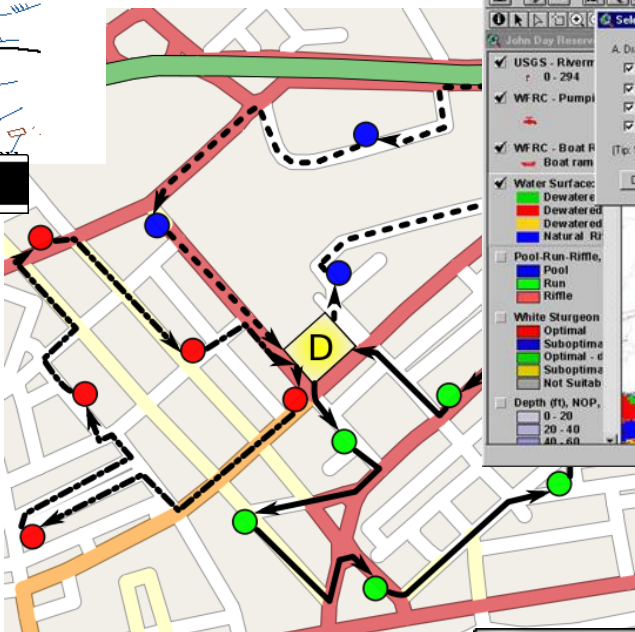 Sele
John Day Reserv
A. Di
USGS - Riverm
0 - 294
WFRC - Pumpi
(Tip:
WFRC - Boat R
Boat ram
Water Surface:
Dewatere
Dewatered
Dewatered
Natural Ri
Pool-Run-Riffle,
Pool
Run
Riffle
White Sturgeon
Optimal
Suboptima
Optimal - d
Suboptima
Not Suitab
Depth (ft), NOP,
0 - 20
20 - 40
40 - 60
D